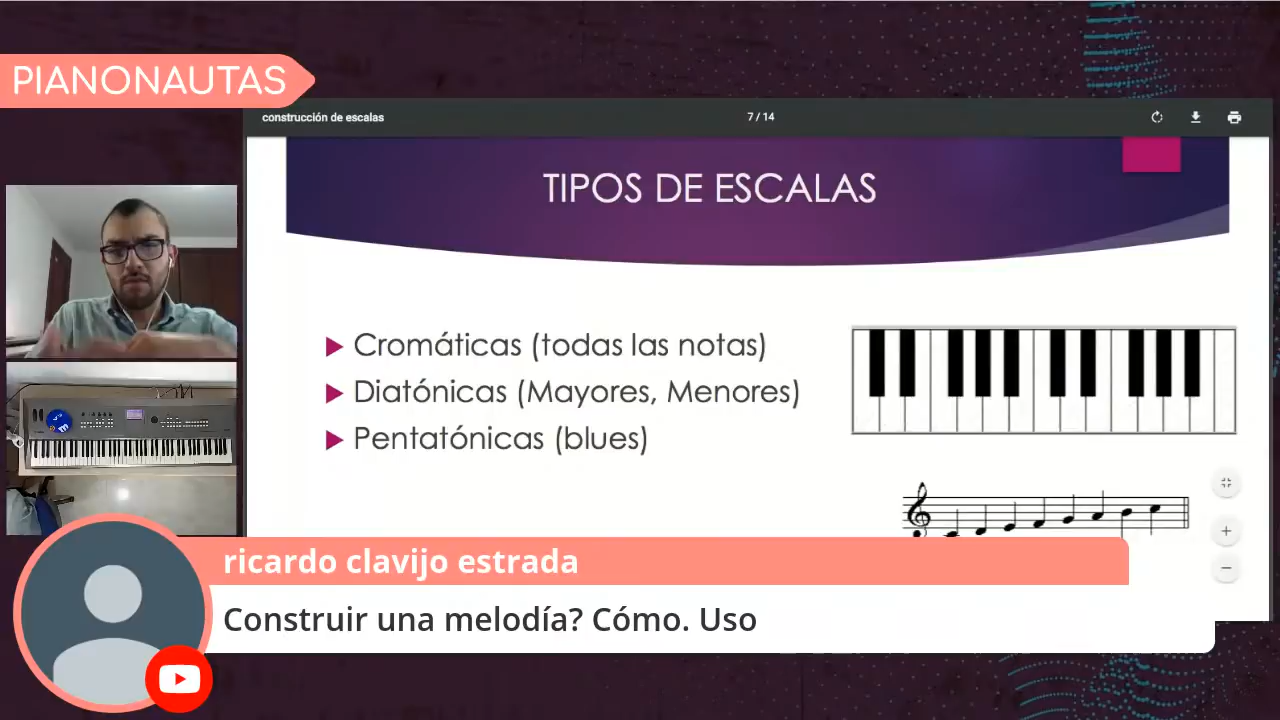 PIANONAUTAS
construcción de escalas
7 / 14
TIPOS DE ESCALAS
Cromáticas (todas las notas)
Diatónicas (Mayores, Menores)
Pentatónicas (blues)
ricardo clavijo estrada
Construir una melodía? Cómo. Uso